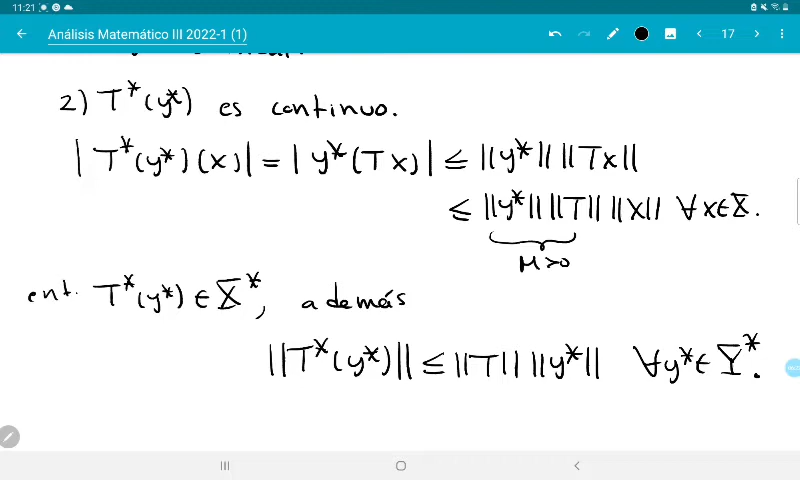 11:21
Análisis Matemático III 2022-1 (1)
17
2) T*(y*) es continuo.
| T*(y*)(x)| = | y*(Tx) | ≤ ||y*|| ||Tx||
≤ ||y*|| ||T|| ||x|| ∀x∈X.
M>0
ent. T*(y*) ∈ X*, además
||T*(y*)|| ≤ ||T|| ||y*|| ∀y*∈ Y*.